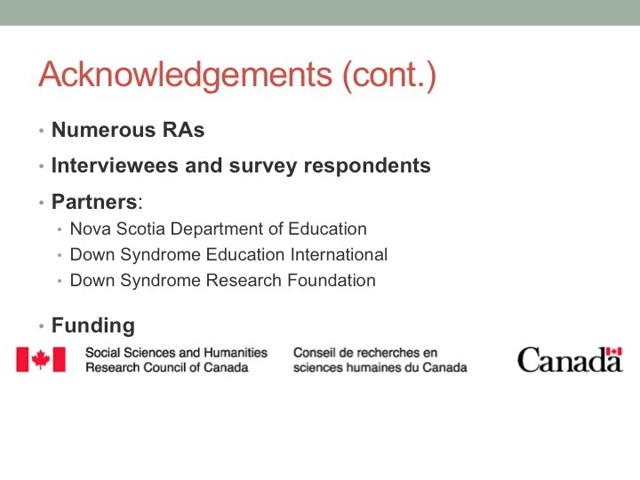 Acknowledgements (cont.)
• Numerous RAs
• Interviewees and survey respondents
• Partners:
• Nova Scotia Department of Education
• Down Syndrome Education International
• Down Syndrome Research Foundation
• Funding
Social Sciences and Humanities
Research Council of Canada
Conseil de recherches en
sciences humaines du Canada
Canada